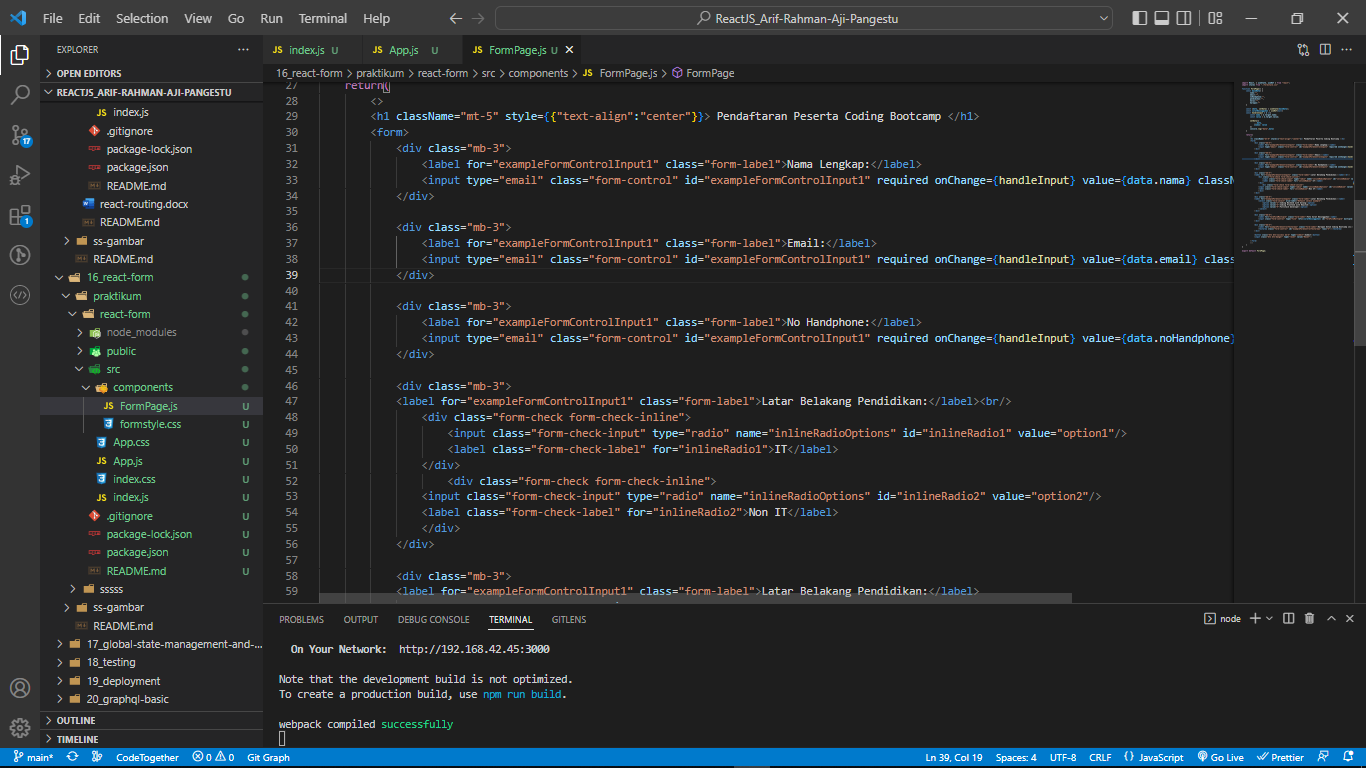 File Edit Selection View Go Run Terminal Help
ReactJS_Arif-Rahman-Aji-Pangestu
EXPLORER
OPEN EDITORS
REACTJS_ARIF-RAHMAN-AJI-PANGESTU
JS index.js
.gitignore
package-lock.json
package.json
README.md
react-routing.docx
README.md
ss-gambar
README.md
16_react-form
praktikum
react-form
node_modules
public
src
components
JS FormPage.js U
formstyle.css U
App.css U
JS App.js U
index.css U
JS index.js U
.gitignore U
package-lock.json U
package.json U
README.md U
sssss
ss-gambar
README.md
17_global-state-management-and-...
18_testing
19_deployment
20_graphql-basic
OUTLINE
TIMELINE
17
1
JS index.js U
JS App.js U
JS FormPage.js U
16_react-form > praktikum > react-form > src > components > JS FormPage.js > FormPage
27 return(
28 <>
29 <h1 className="mt-5" style={{"text-align":"center"}}> Pendaftaran Peserta Coding Bootcamp </h1>
30 <form>
31 <div class="mb-3">
32 <label for="exampleFormControlInput1" class="form-label">Nama Lengkap:</label>
33 <input type="email" class="form-control" id="exampleFormControlInput1" required onChange={handleInput} value={data.nama} classN
34 </div>
35
36 <div class="mb-3">
37 <label for="exampleFormControlInput1" class="form-label">Email:</label>
38 <input type="email" class="form-control" id="exampleFormControlInput1" required onChange={handleInput} value={data.email} class
39 </div>
40
41 <div class="mb-3">
42 <label for="exampleFormControlInput1" class="form-label">No Handphone:</label>
43 <input type="email" class="form-control" id="exampleFormControlInput1" required onChange={handleInput} value={data.noHandphone}
44 </div>
45
46 <div class="mb-3">
47 <label for="exampleFormControlInput1" class="form-label">Latar Belakang Pendidikan:</label><br/>
48 <div class="form-check form-check-inline">
49 <input class="form-check-input" type="radio" name="inlineRadioOptions" id="inlineRadio1" value="option1"/>
50 <label class="form-check-label" for="inlineRadio1">IT</label>
51 </div>
52 <div class="form-check form-check-inline">
53 <input class="form-check-input" type="radio" name="inlineRadioOptions" id="inlineRadio2" value="option2"/>
54 <label class="form-check-label" for="inlineRadio2">Non IT</label>
55 </div>
56 </div>
57
58 <div class="mb-3">
59 <label for="exampleFormControlInput1" class="form-label">Latar Belakang Pendidikan:</label>
PROBLEMS OUTPUT DEBUG CONSOLE TERMINAL GITLENS
node
On Your Network: http://192.168.42.45:3000
Note that the development build is not optimized.
To create a production build, use npm run build.
webpack compiled successfully
main* CodeTogether 0 0 Git Graph
Ln 39, Col 19 Spaces: 4 UTF-8 CRLF JavaScript Go Live Prettier